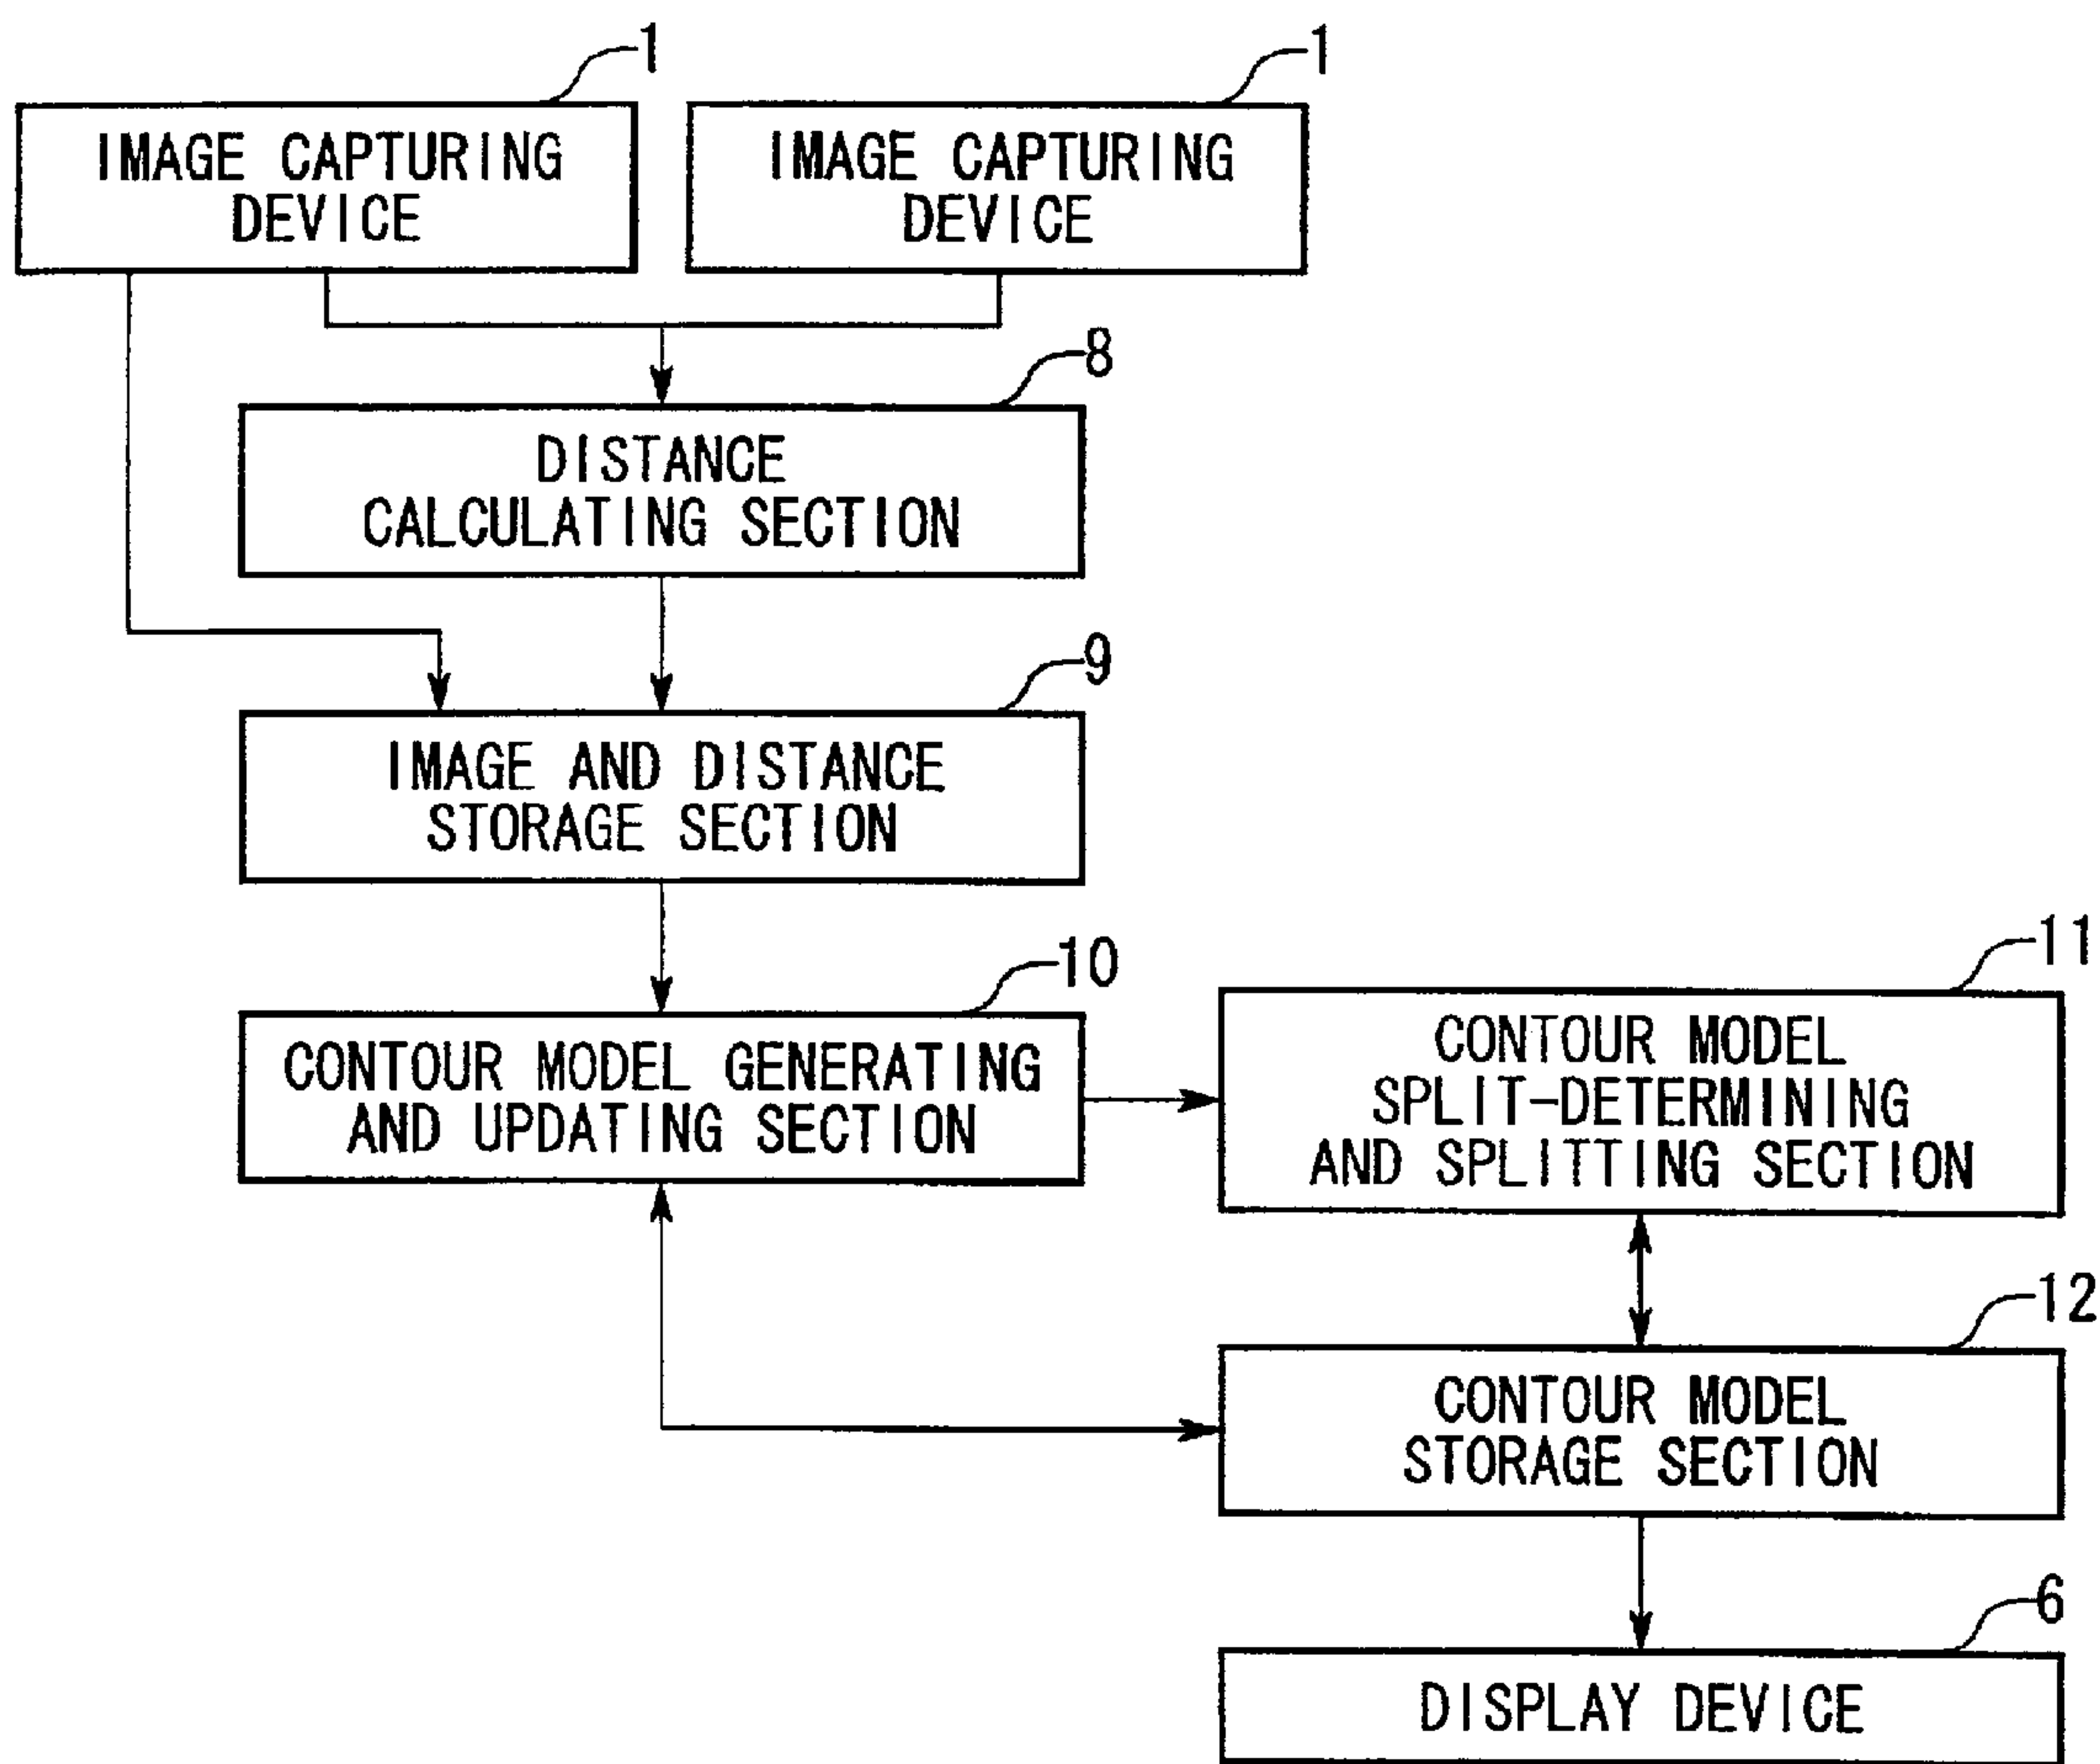 1
1
IMAGE CAPTURING
DEVICE
IMAGE CAPTURING
DEVICE
8
DISTANCE
CALCULATING SECTION
9
IMAGE AND DISTANCE
STORAGE SECTION
10
CONTOUR MODEL GENERATING
AND UPDATING SECTION
11
CONTOUR MODEL
SPLIT-DETERMINING
AND SPLITTING SECTION
12
CONTOUR MODEL
STORAGE SECTION
6
DISPLAY DEVICE